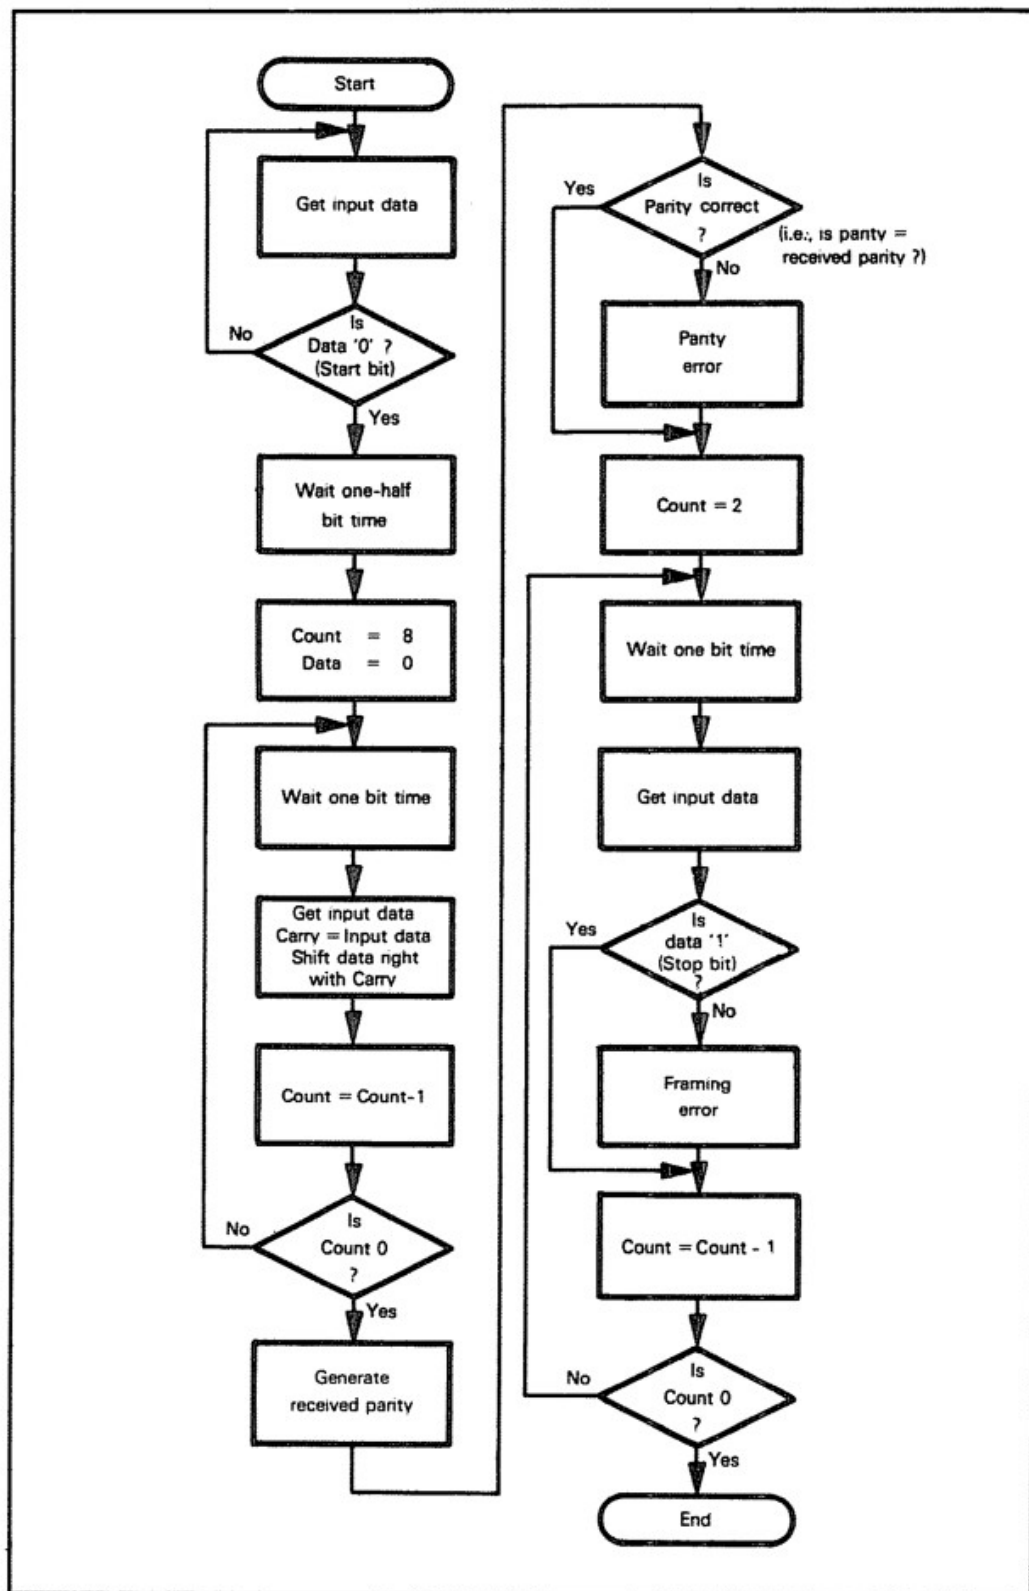 Start
Get input data
Is
Data '0' ?
(Start bit)
No
Yes
Wait one-half
bit time
Count = 8
Data = 0
Wait one bit time
Get input data
Carry = Input data
Shift data right
with Carry
Count = Count-1
Is
Count 0
?
No
Yes
Generate
received parity
Is
Parity correct
?
Yes
(i.e., is parity =
received parity ?)
No
Parity
error
Count = 2
Wait one bit time
Get input data
Is
data '1'
(Stop bit)
?
Yes
No
Framing
error
Count = Count - 1
Is
Count 0
?
No
Yes
End